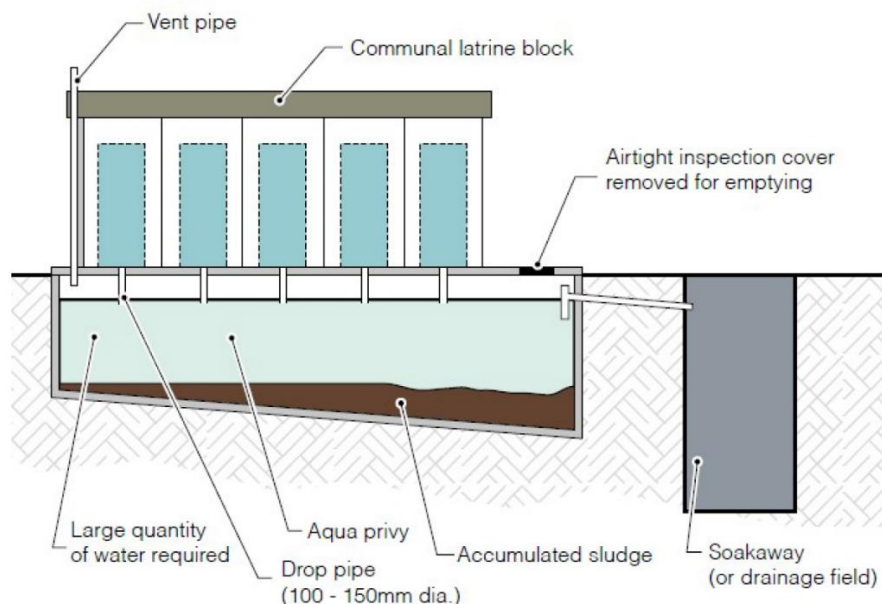 Vent pipe
Communal latrine block
Airtight inspection cover
removed for emptying
Large quantity
of water required
Aqua privy
Drop pipe
(100 - 150mm dia.)
Accumulated sludge
Soakaway
(or drainage field)